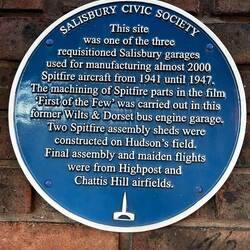 SALISBURY CIVIC SOCIETY
This site
was one of the three
requisitioned Salisbury garages
used for manufacturing almost 2000
Spitfire aircraft from 1941 until 1947.
The machining of Spitfire parts in the film
'First of the Few' was carried out in this
former Wilts & Dorset bus engine garage.
Two Spitfire assembly sheds were
constructed on Hudson's field.
Final assembly and maiden flights
were from Highpost and
Chattis Hill airfields.